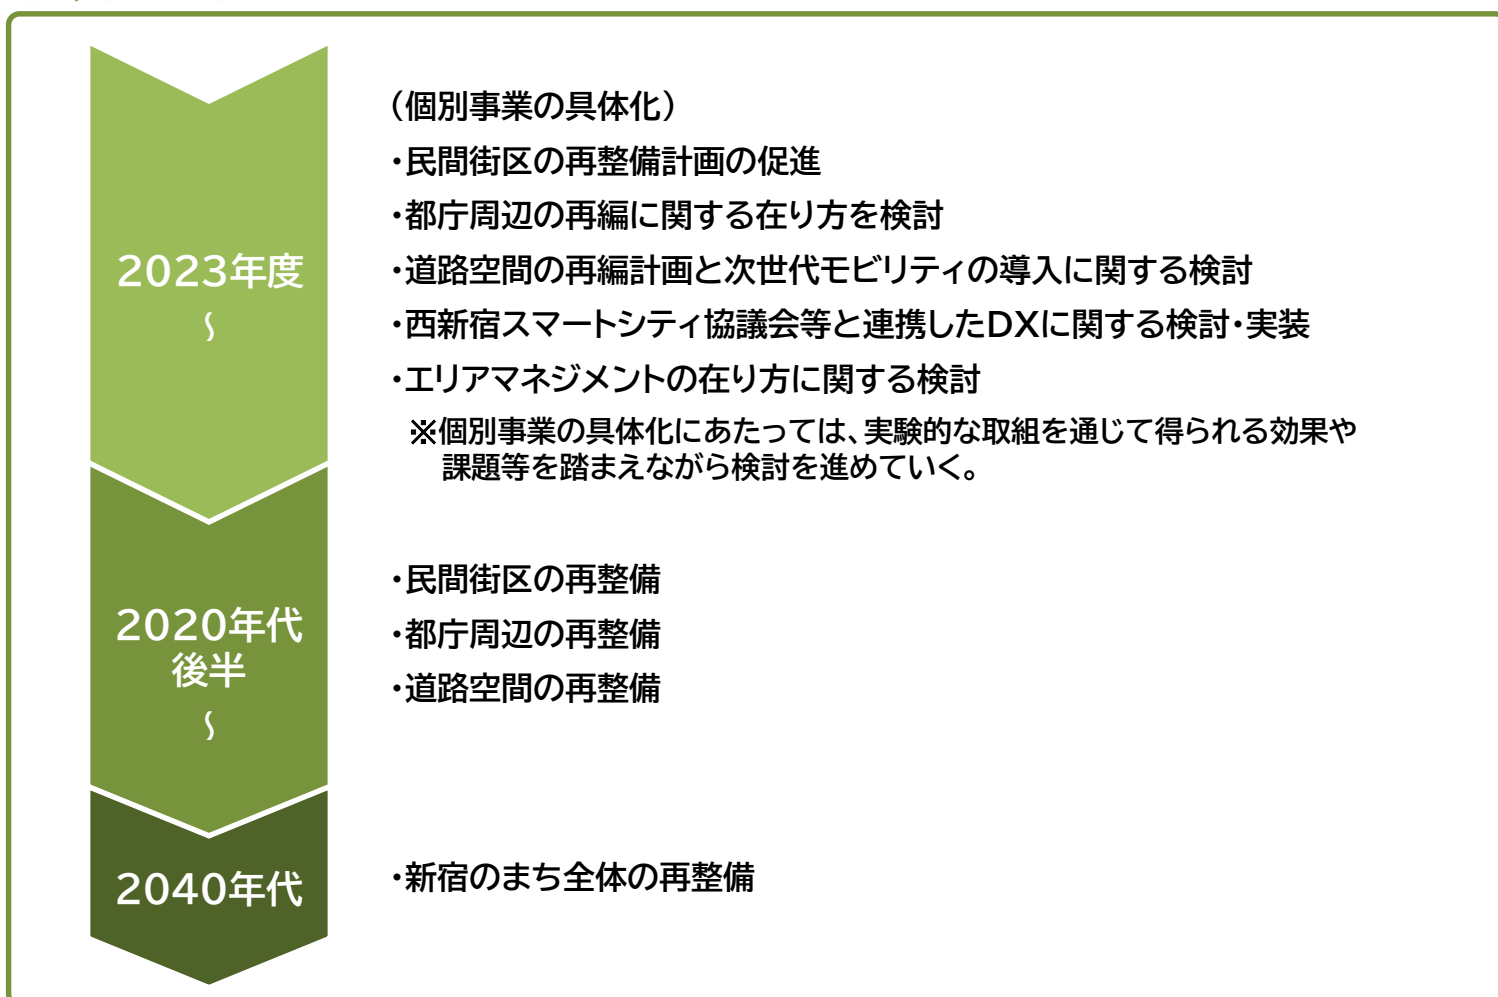 2023年度
～
(個別事業の具体化)
・民間街区の再整備計画の促進
・都庁周辺の再編に関する在り方を検討
・道路空間の再編計画と次世代モビリティの導入に関する検討
・西新宿スマートシティ協議会等と連携したDXに関する検討・実装
・エリアマネジメントの在り方に関する検討
※個別事業の具体化にあたっては、実験的な取組を通じて得られる効果や
課題等を踏まえながら検討を進めていく。
2020年代
後半
～
・民間街区の再整備
・都庁周辺の再整備
・道路空間の再整備
2040年代
・新宿のまち全体の再整備